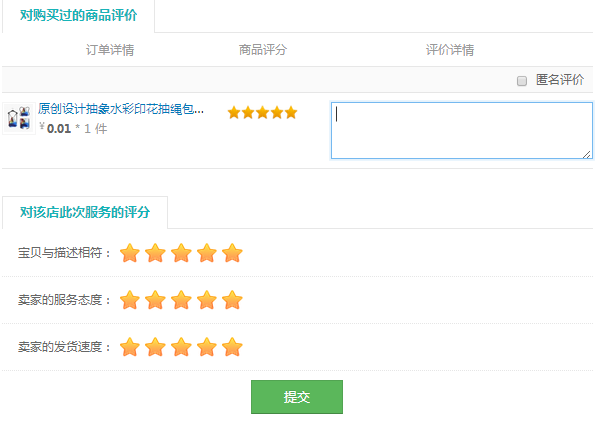 对购买过的商品评价
订单详情 商品评分 评价详情
匿名评价
原创设计抽象水彩印花抽绳包...
¥0.01 * 1 件
对该店此次服务的评分
宝贝与描述相符：
卖家的服务态度：
卖家的发货速度：
提交